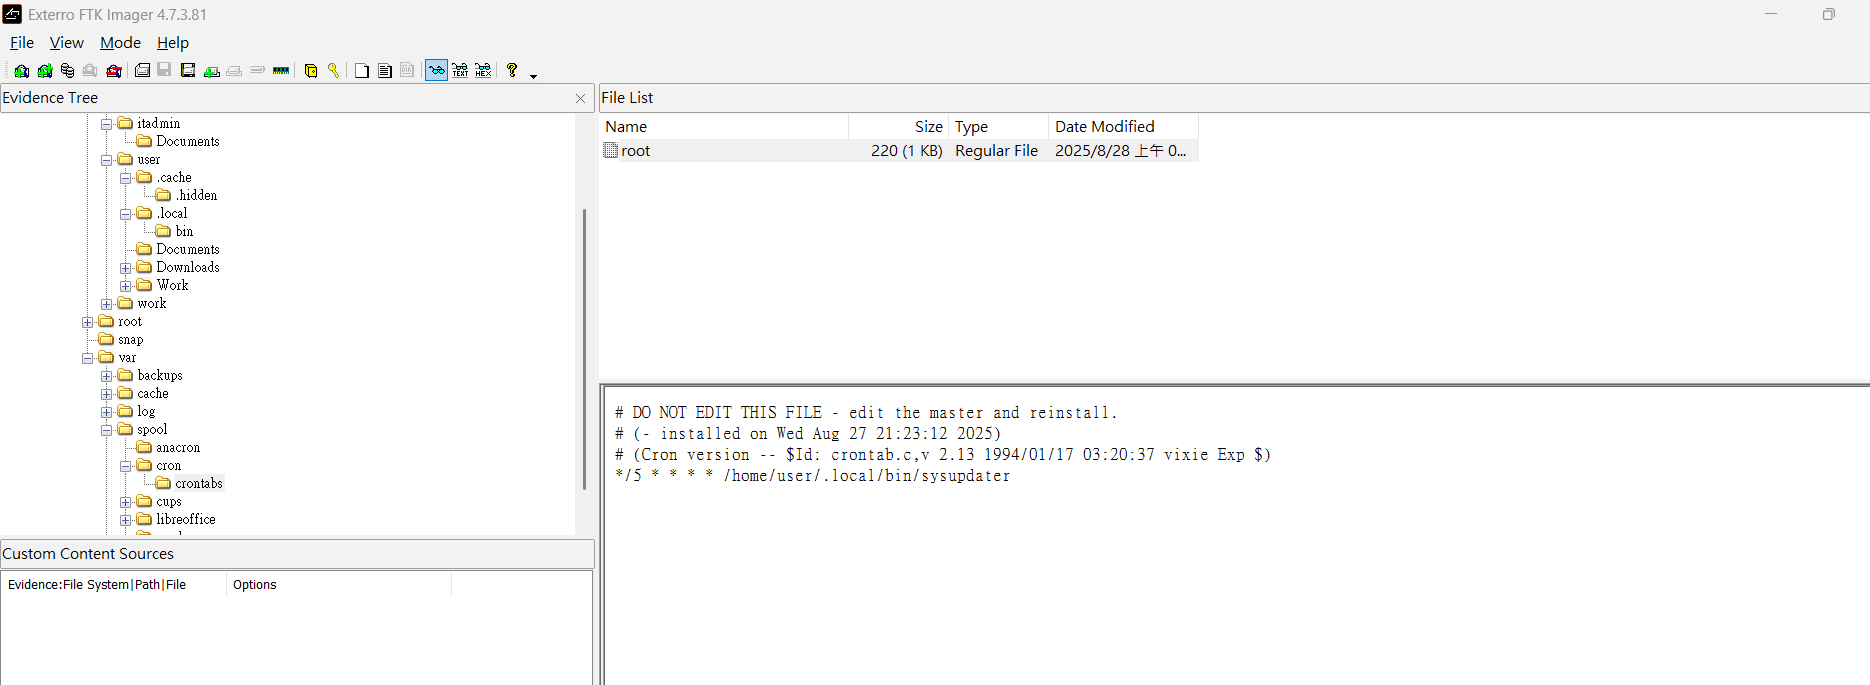 Exterro FTK Imager 4.7.3.81
File View Mode Help
Evidence Tree
itadmin
Documents
user
.cache
.hidden
.local
bin
Documents
Downloads
Work
work
root
snap
var
backups
cache
log
spool
anacron
cron
crontabs
cups
libreoffice
Custom Content Sources
Evidence:File System|Path|File Options
File List
Name Size Type Date Modified
root 220 (1 KB) Regular File 2025/8/28 上午 0...
# DO NOT EDIT THIS FILE - edit the master and reinstall.
# (- installed on Wed Aug 27 21:23:12 2025)
# (Cron version -- $Id: crontab.c,v 2.13 1994/01/17 03:20:37 vixie Exp $)
*/5 * * * * /home/user/.local/bin/sysupdater